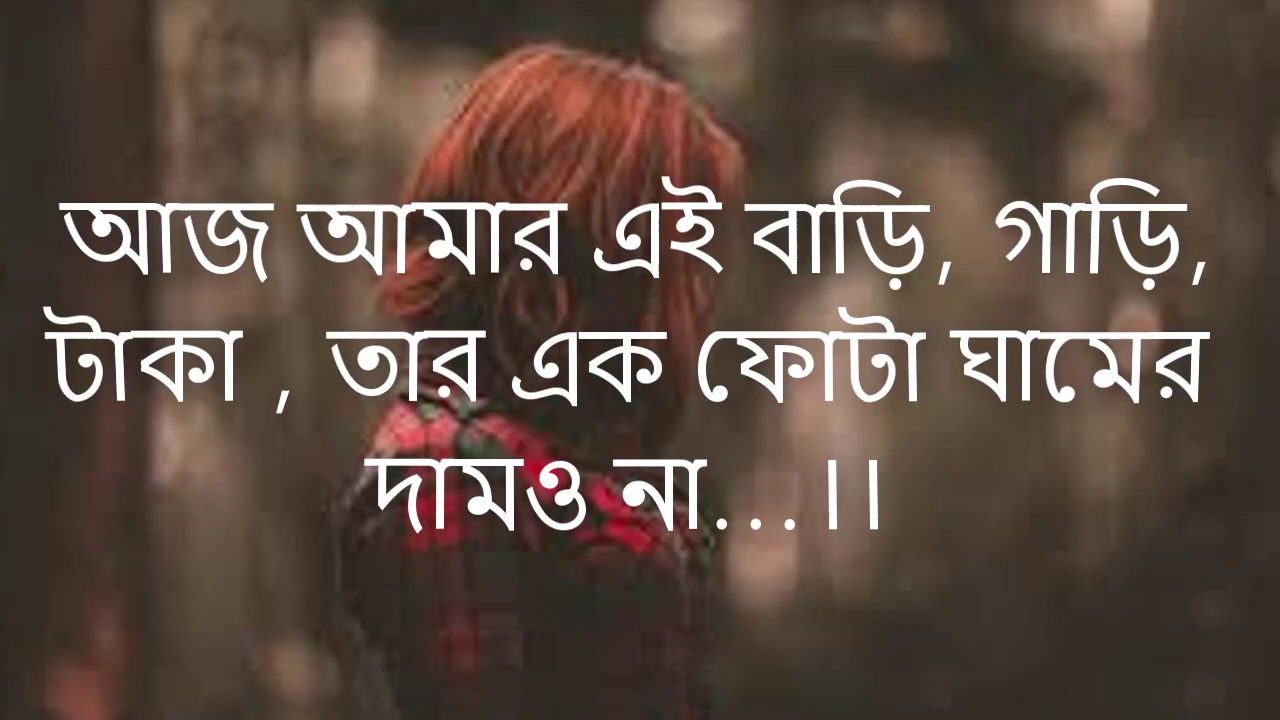 আজ আমার এই বাড়ি, গাড়ি,
টাকা , তার এক ফোটা ঘামের
দামও না...।।